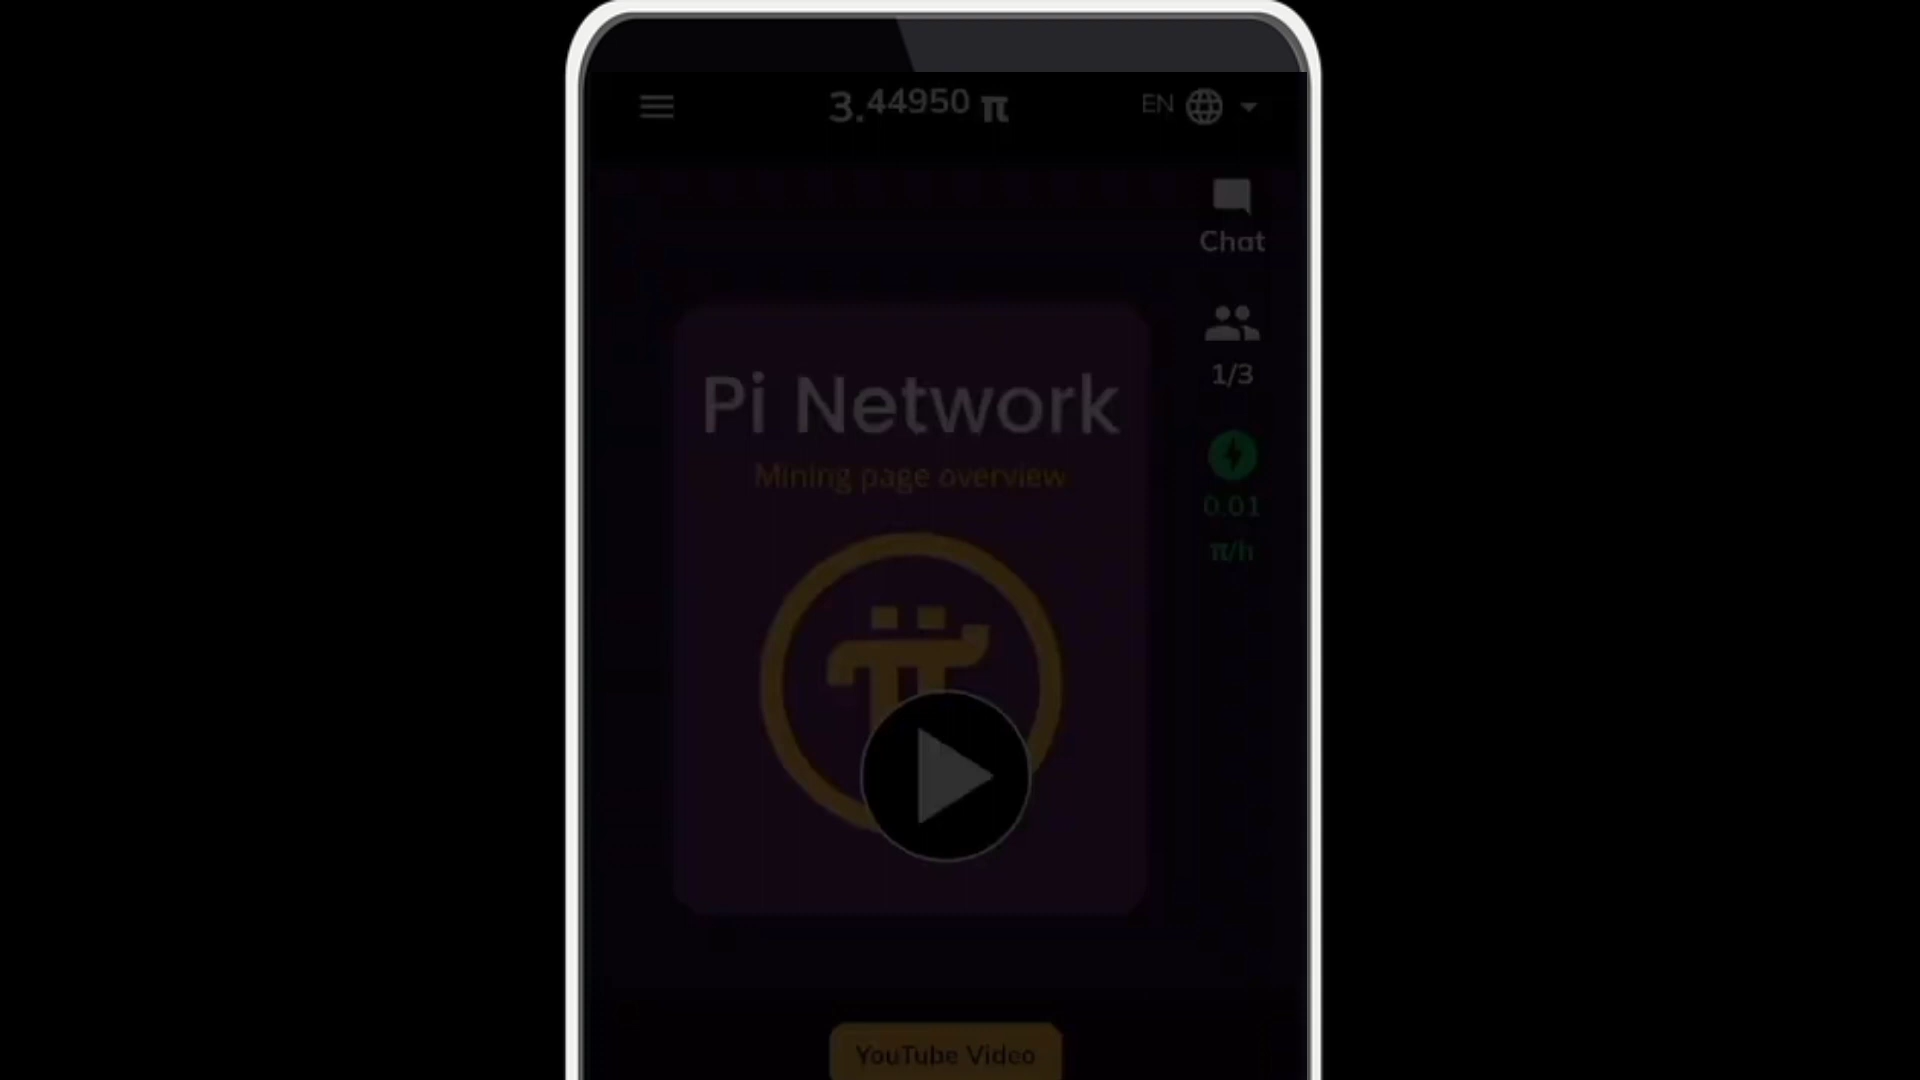 3.44950 π
EN
Chat
1/3
Pi Network
Mining page overview
0.01
π/h
YouTube Video